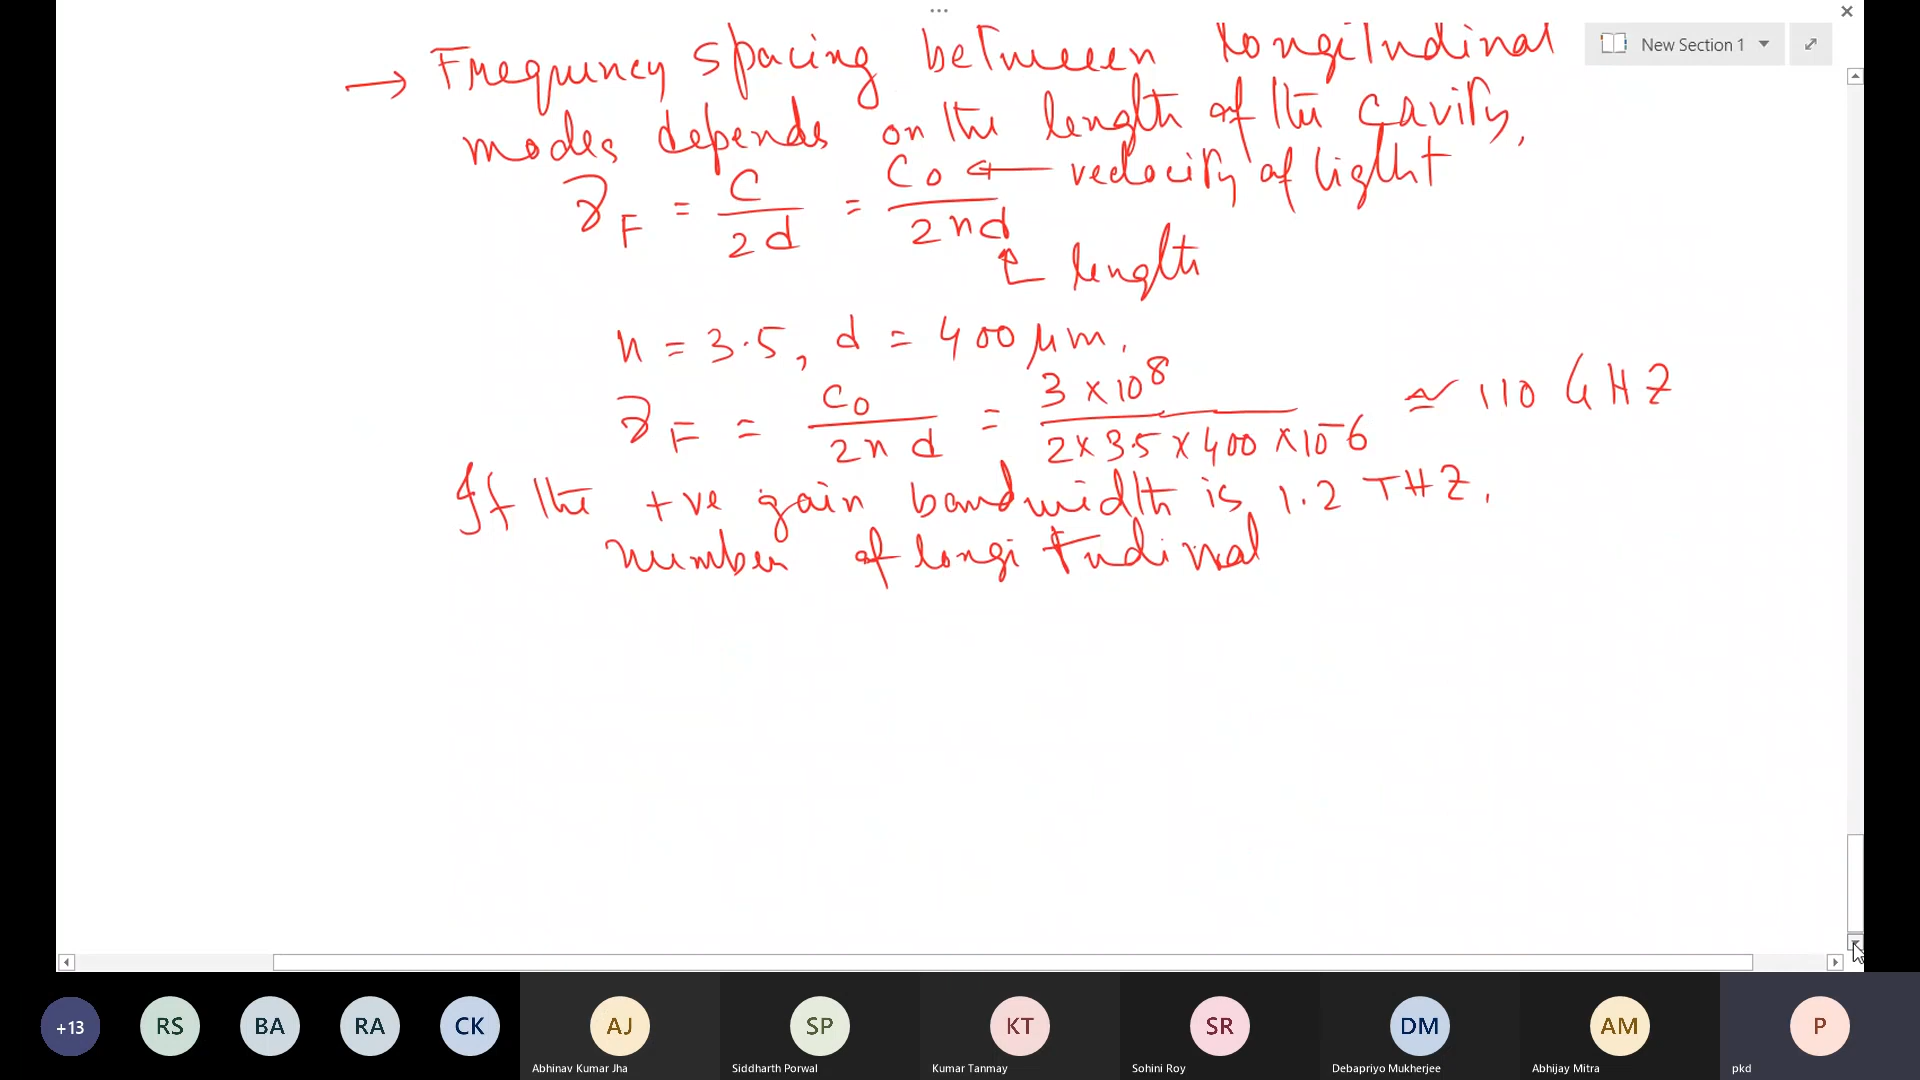 New Section 1
→ Frequency spacing between longitudinal
modes depends on the length of the cavity,
ν_F = C / 2d = C₀ / 2nd ← velocity of light
length
n = 3.5, d = 400 μm.
ν_F = C₀ / 2nd = 3 × 10⁸ / 2 × 3.5 × 400 × 10⁻⁶ ≃ 110 GHZ
If the +ve gain bandwidth is 1.2 THZ,
number of longitudinal
+13 RS BA RA CK AJ SP KT SR DM AM P
Abhinav Kumar Jha Siddharth Porwal Kumar Tanmay Sohini Roy Debapriyo Mukherjee Abhijay Mitra pkd